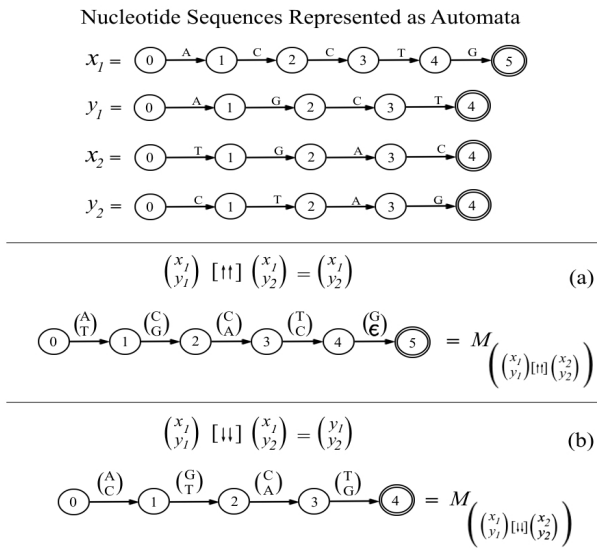 Nucleotide Sequences Represented as Automata
x₁ = 0 A 1 C 2 C 3 T 4 G 5
y₁ = 0 A 1 G 2 C 3 T 4
x₂ = 0 T 1 G 2 A 3 C 4
y₂ = 0 C 1 T 2 A 3 G 4
(x₁ y₁) [↑↑] (x₁ y₂) = (x₁ y₂)
(a)
0 (A T) 1 (C G) 2 (C A) 3 (T C) 4 (G ϵ) 5 = M ((x₁ y₁)[↑↑](x₂ y₂))
(x₁ y₁) [↓↓] (x₁ y₂) = (y₁ y₂)
(b)
0 (A C) 1 (G T) 2 (C A) 3 (T G) 4 = M ((x₁ y₁)[↓↓](x₂ y₂))